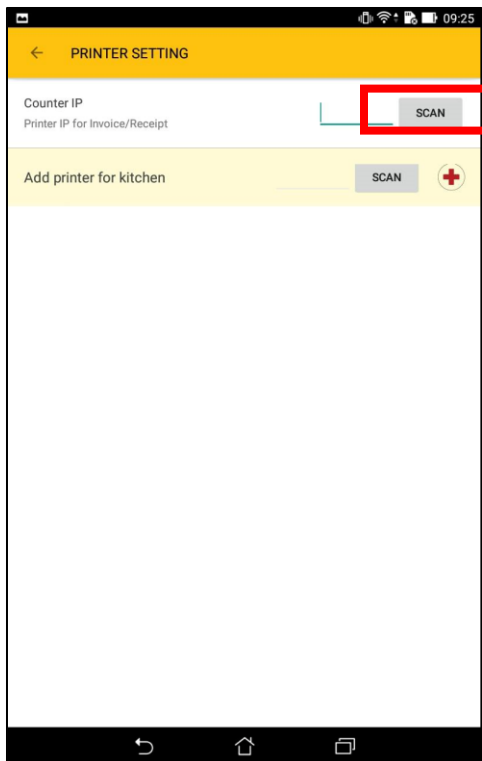 09:25
PRINTER SETTING
Counter IP
Printer IP for Invoice/Receipt
SCAN
Add printer for kitchen
SCAN